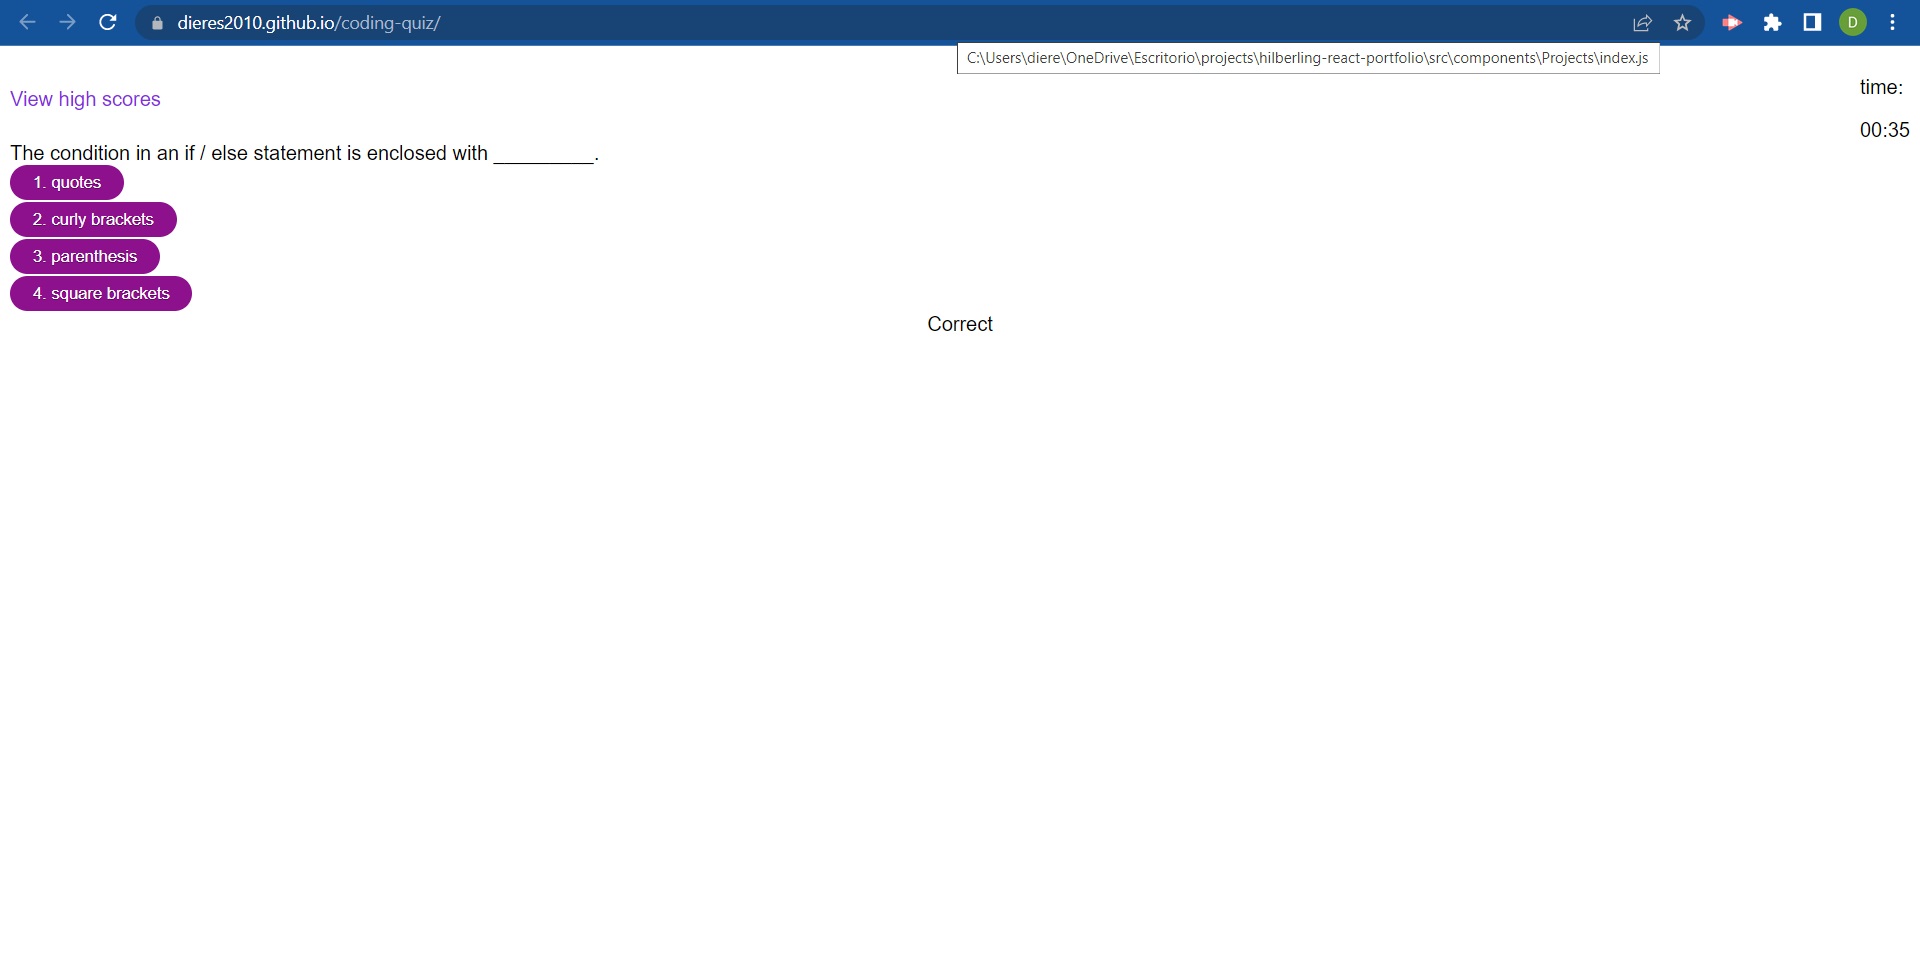 dieres2010.github.io/coding-quiz/
D
C:\Users\diere\OneDrive\Escritorio\projects\hilberling-react-portfolio\src\components\Projects\index.js
time:
View high scores
00:35
The condition in an if / else statement is enclosed with _________.
1. quotes
2. curly brackets
3. parenthesis
4. square brackets
Correct